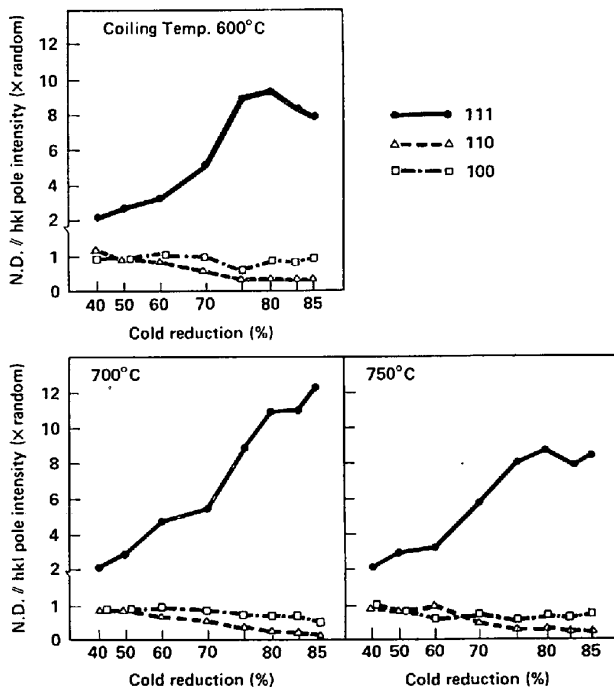 Coiling Temp. 600°C
N.D. // hkl pole intensity (× random)
12
10
8
6
4
2
1
0
40 50 60 70 80 85
Cold reduction (%)
111
110
100
700°C
N.D. // hkl pole intensity (× random)
12
10
8
6
4
2
1
0
40 50 60 70 80 85
Cold reduction (%)
750°C
40 50 60 70 80 85
Cold reduction (%)